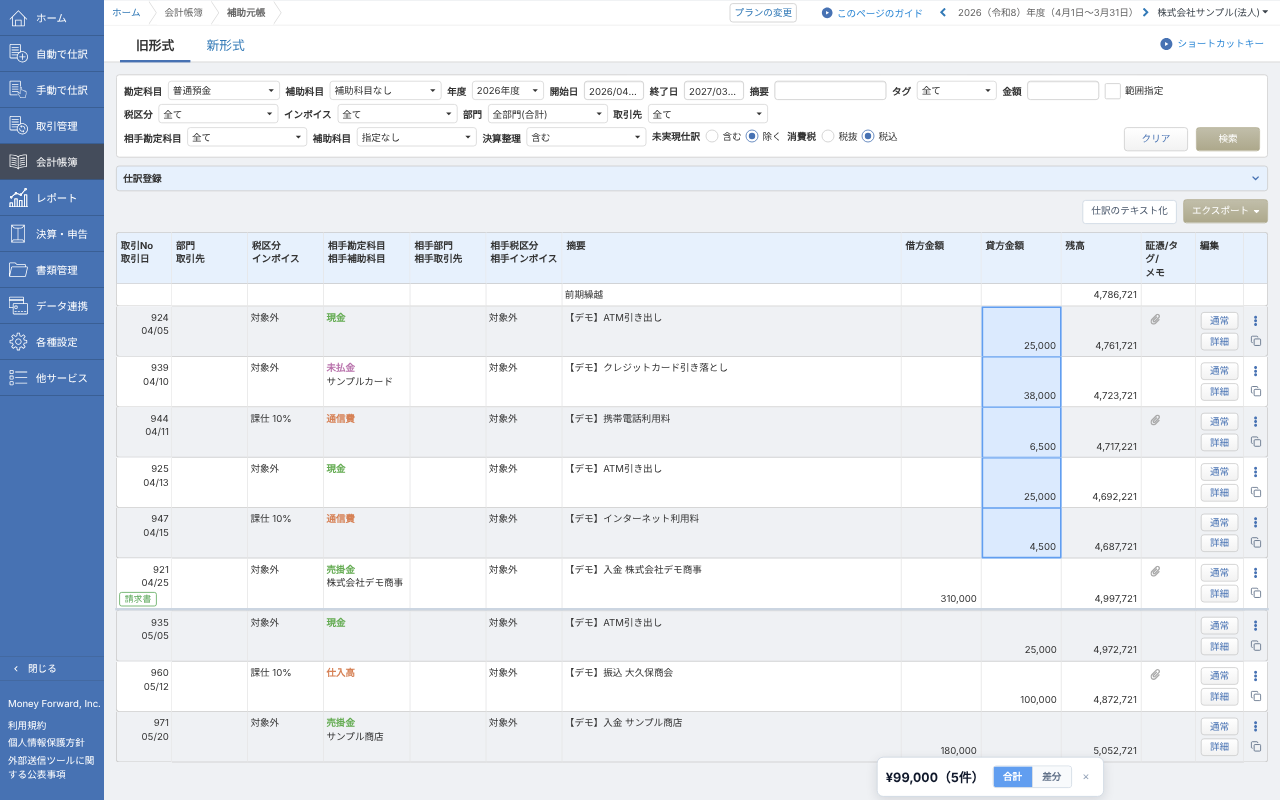 ホーム
自動で仕訳
手動で仕訳
取引管理
会計帳簿
レポート
決算・申告
書類管理
データ連携
各種設定
他サービス
閉じる
Money Forward, Inc.
利用規約
個人情報保護方針
外部送信ツールに関
する公表事項
ホーム 会計帳簿 補助元帳
プランの変更 このページのガイド 2026（令和8）年度（4月1日〜3月31日） 株式会社サンプル(法人)
旧形式 新形式
ショートカットキー
勘定科目 普通預金 補助科目 補助科目なし 年度 2026年度 開始日 2026/04... 終了日 2027/03... 摘要 タグ 全て 金額 範囲指定
税区分 全て インボイス 全て 部門 全部門(合計) 取引先 全て
相手勘定科目 全て 補助科目 指定なし 決算整理 含む 未実現仕訳 含む 除く 消費税 税抜 税込
クリア 検索
仕訳登録
仕訳のテキスト化 エクスポート
取引No 部門 税区分 相手勘定科目 相手部門 相手税区分 摘要 借方金額 貸方金額 残高 証憑/タ 編集
取引日 取引先 インボイス 相手補助科目 相手取引先 相手インボイス グ/
メモ
前期繰越 4,786,721
924 対象外 現金 対象外 【デモ】ATM引き出し 通常
04/05 25,000 4,761,721 詳細
939 対象外 未払金 対象外 【デモ】クレジットカード引き落とし 通常
04/10 サンプルカード 38,000 4,723,721 詳細
944 課仕 10% 通信費 対象外 【デモ】携帯電話利用料 通常
04/11 6,500 4,717,221 詳細
925 対象外 現金 対象外 【デモ】ATM引き出し 通常
04/13 25,000 4,692,221 詳細
947 課仕 10% 通信費 対象外 【デモ】インターネット利用料 通常
04/15 4,500 4,687,721 詳細
921 対象外 売掛金 対象外 【デモ】入金 株式会社デモ商事 通常
04/25 株式会社デモ商事 詳細
請求書 310,000 4,997,721
935 対象外 現金 対象外 【デモ】ATM引き出し 通常
05/05 25,000 4,972,721 詳細
960 課仕 10% 仕入高 対象外 【デモ】振込 大久保商会 通常
05/12 100,000 4,872,721 詳細
971 対象外 売掛金 対象外 【デモ】入金 サンプル商店 通常
05/20 サンプル商店 180,000 5,052,721 詳細
¥99,000（5件） 合計 差分 ×